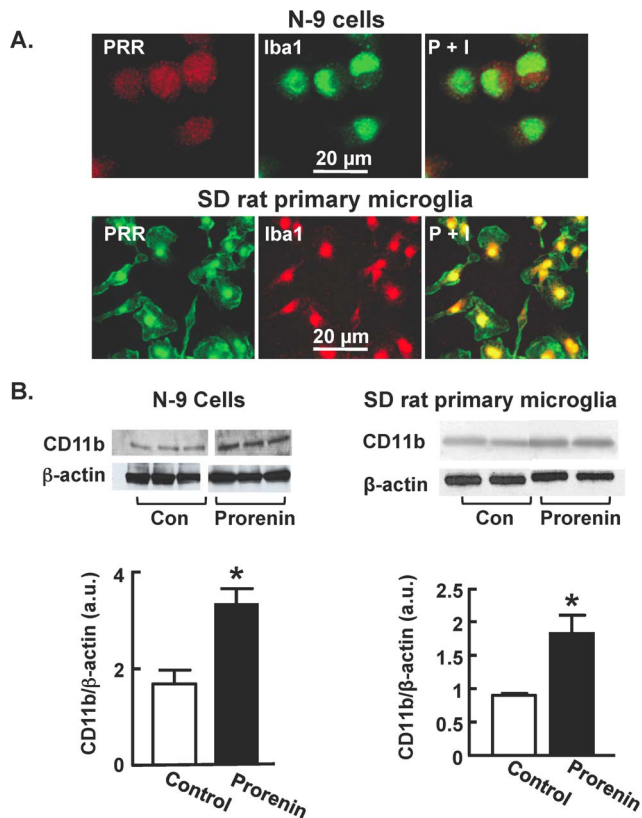 N-9 cells
A.
PRR Iba1 P + I
20 µm
SD rat primary microglia
PRR Iba1 P + I
20 µm
B.
N-9 Cells
CD11b
β-actin
Con Prorenin
CD11b/β-actin (a.u.)
4
2
0
*
Control
Prorenin
SD rat primary microglia
CD11b
β-actin
Con Prorenin
CD11b/β-actin (a.u.)
2.5
2
1.5
1
0.5
0
*
Control
Prorenin